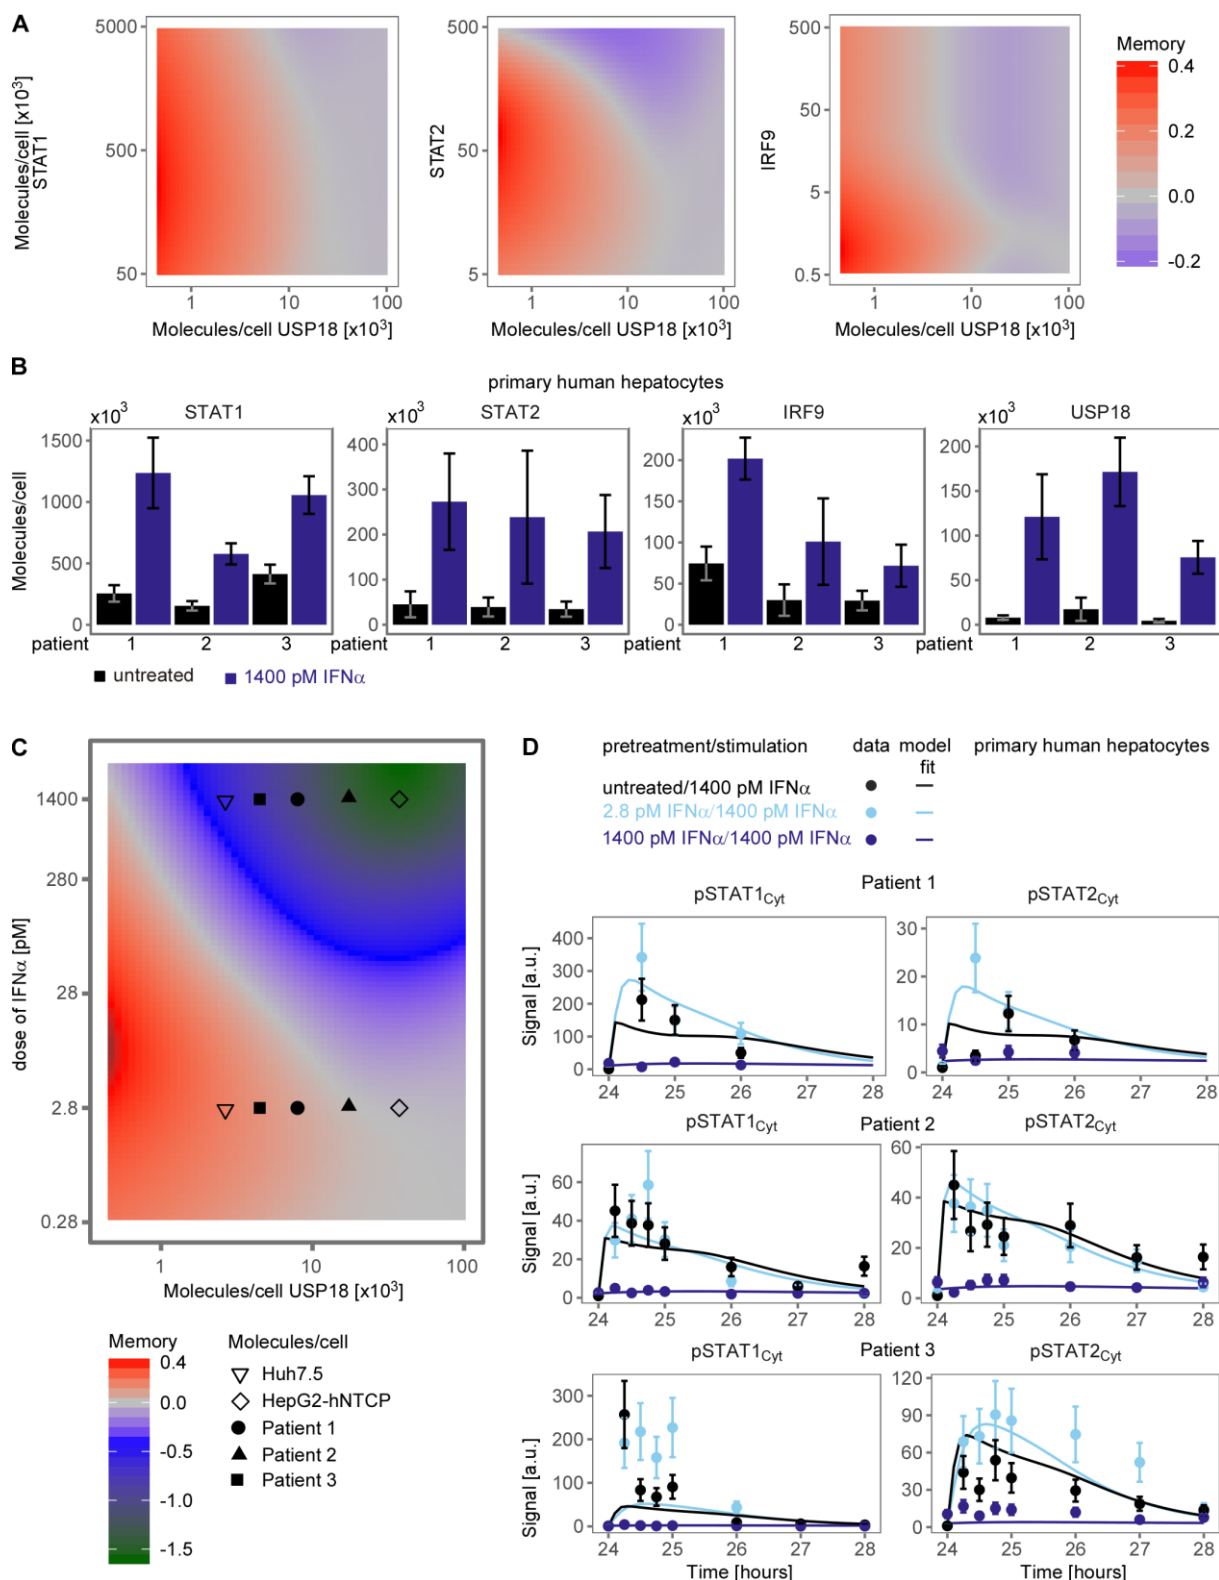 A
5000
500
50
Molecules/cell [x10³]
STAT1
1
10
100
Molecules/cell USP18 [x10³]
500
50
5
STAT2
1
10
100
Molecules/cell USP18 [x10³]
500
50
5
0.5
IRF9
1
10
100
Molecules/cell USP18 [x10³]
Memory
0.4
0.2
0.0
-0.2
B
primary human hepatocytes
x10³
STAT1
x10³
STAT2
x10³
IRF9
x10³
USP18
Molecules/cell
1500
1000
500
0
400
300
200
100
0
200
150
100
50
0
200
150
100
50
0
patient 1 2 3
patient 1 2 3
patient 1 2 3
patient 1 2 3
untreated
1400 pM IFNα
C
dose of IFNα [pM]
1400
280
28
2.8
0.28
1
10
100
Molecules/cell USP18 [x10³]
Memory
0.4
0.0
-0.5
-1.0
-1.5
Molecules/cell
Huh7.5
HepG2-hNTCP
Patient 1
Patient 2
Patient 3
D
pretreatment/stimulation
data
model
fit
primary human hepatocytes
untreated/1400 pM IFNα
2.8 pM IFNα/1400 pM IFNα
1400 pM IFNα/1400 pM IFNα
Patient 1
pSTAT1Cyt
pSTAT2Cyt
Signal [a.u.]
400
300
200
100
0
24 25 26 27 28
30
20
10
0
24 25 26 27 28
pSTAT1Cyt
Patient 2
pSTAT2Cyt
Signal [a.u.]
60
40
20
0
24 25 26 27 28
60
40
20
0
24 25 26 27 28
pSTAT1Cyt
Patient 3
pSTAT2Cyt
Signal [a.u.]
300
200
100
0
24 25 26 27 28
120
90
60
30
0
24 25 26 27 28
Time [hours]
Time [hours]